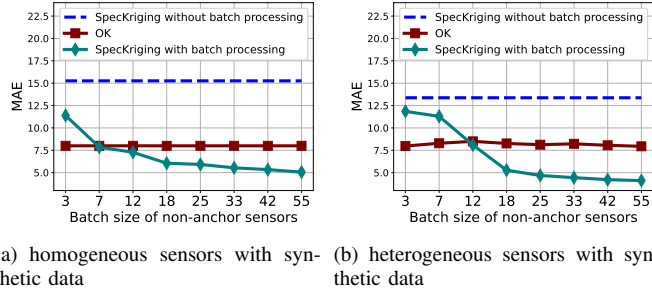 22.5
20.0
17.5
15.0
12.5
10.0
7.5
5.0
MAE
SpecKriging without batch processing
OK
SpecKriging with batch processing
3 7 12 18 25 33 42 55
Batch size of non-anchor sensors
22.5
20.0
17.5
15.0
12.5
10.0
7.5
5.0
MAE
SpecKriging without batch processing
OK
SpecKriging with batch processing
3 7 12 18 25 33 42 55
Batch size of non-anchor sensors
a) homogeneous sensors with syn-
hetic data
(b) heterogeneous sensors with syn
thetic data